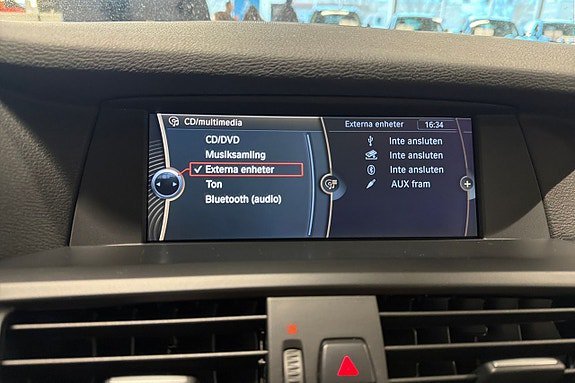 CD/multimedia
CD/DVD
Musiksamling
Externa enheter
Ton
Bluetooth (audio)
Externa enheter 16:34
Inte ansluten
Inte ansluten
Inte ansluten
AUX fram